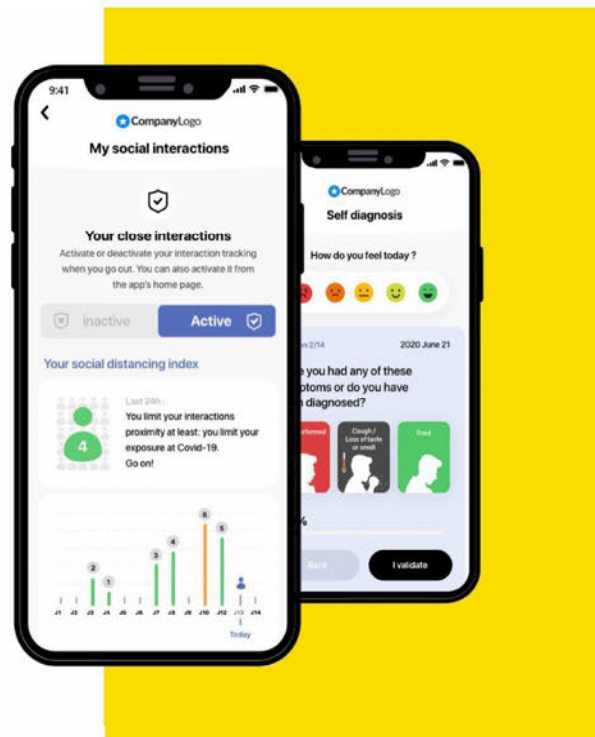 9:41
CompanyLogo
My social interactions
Your close interactions
Activate or deactivate your interaction tracking
when you go out. You can also activate it from
the app's home page.
inactive
Active
Your social distancing index
Last 24h :
You limit your interactions
proximity at least: you limit your
exposure at Covid-19.
Go on!
4
6
5
4
3
2
1
J1 J2 J3 J4 J5 J6 J7 J8 J9 J10 J12 J13 J14
Today
CompanyLogo
Self diagnosis
How do you feel today ?
2/14
2020 June 21
you had any of these
or do you have
diagnosed?
Cough /
Loss of taste
or smell
Tired
%
Back
I validate